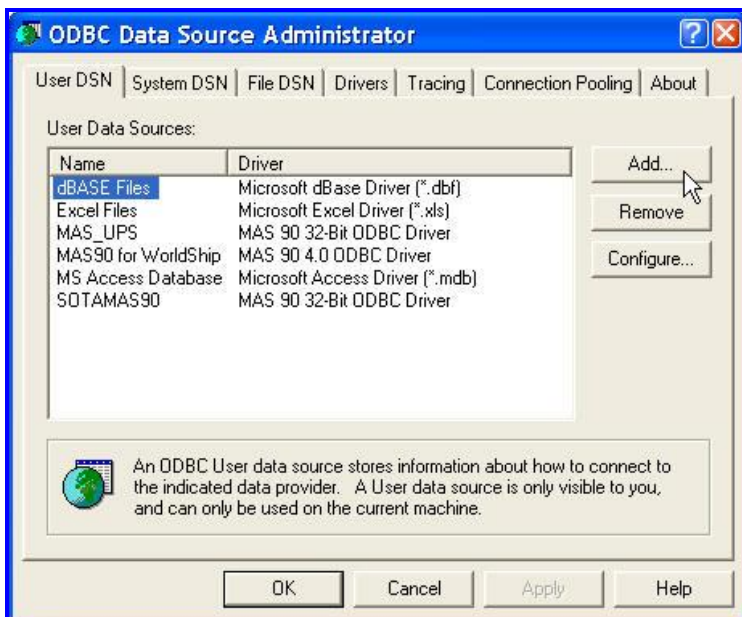 ODBC Data Source Administrator
User DSN System DSN File DSN Drivers Tracing Connection Pooling About
User Data Sources:
Name Driver
dBASE Files Microsoft dBase Driver (*.dbf)
Excel Files Microsoft Excel Driver (*.xls)
MAS_UPS MAS 90 32-Bit ODBC Driver
MAS90 for WorldShip MAS 90 4.0 ODBC Driver
MS Access Database Microsoft Access Driver (*.mdb)
SOTAMAS90 MAS 90 32-Bit ODBC Driver
Add...
Remove
Configure...
An ODBC User data source stores information about how to connect to
the indicated data provider. A User data source is only visible to you,
and can only be used on the current machine.
OK Cancel Apply Help